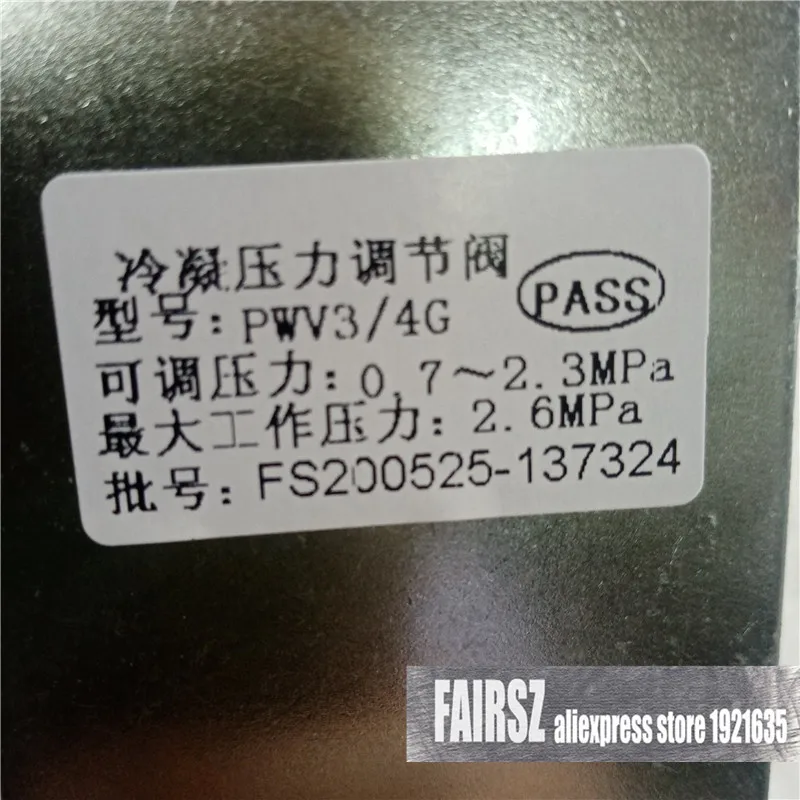 冷凝压力调节阀
PASS
型号:PWV3/4G
可调压力:0.7~2.3MPa
最大工作压力:2.6MPa
批号:FS200525-137324
FAIRSZ aliexpress store 1921635